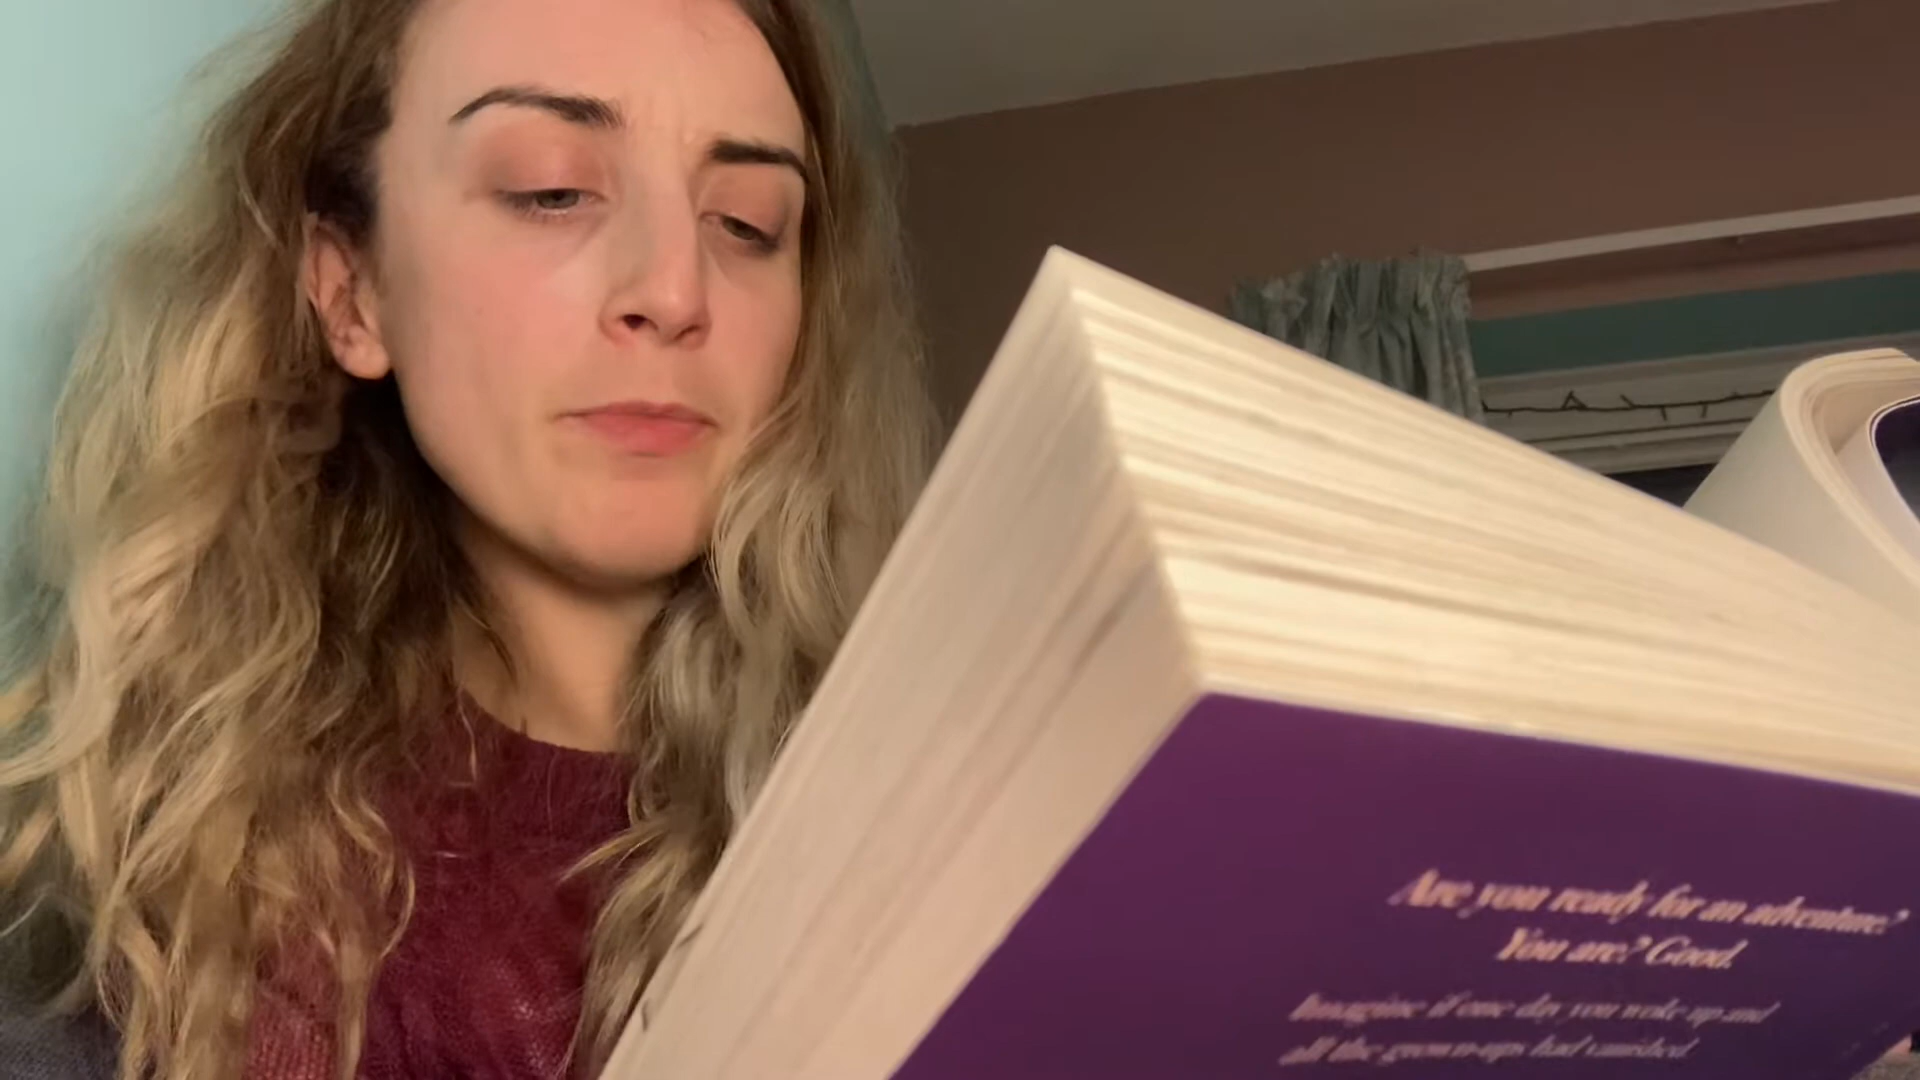 Are you ready for an adventure?
You are? Good.
Imagine if one day you woke up and
all the grown-ups had vanished.